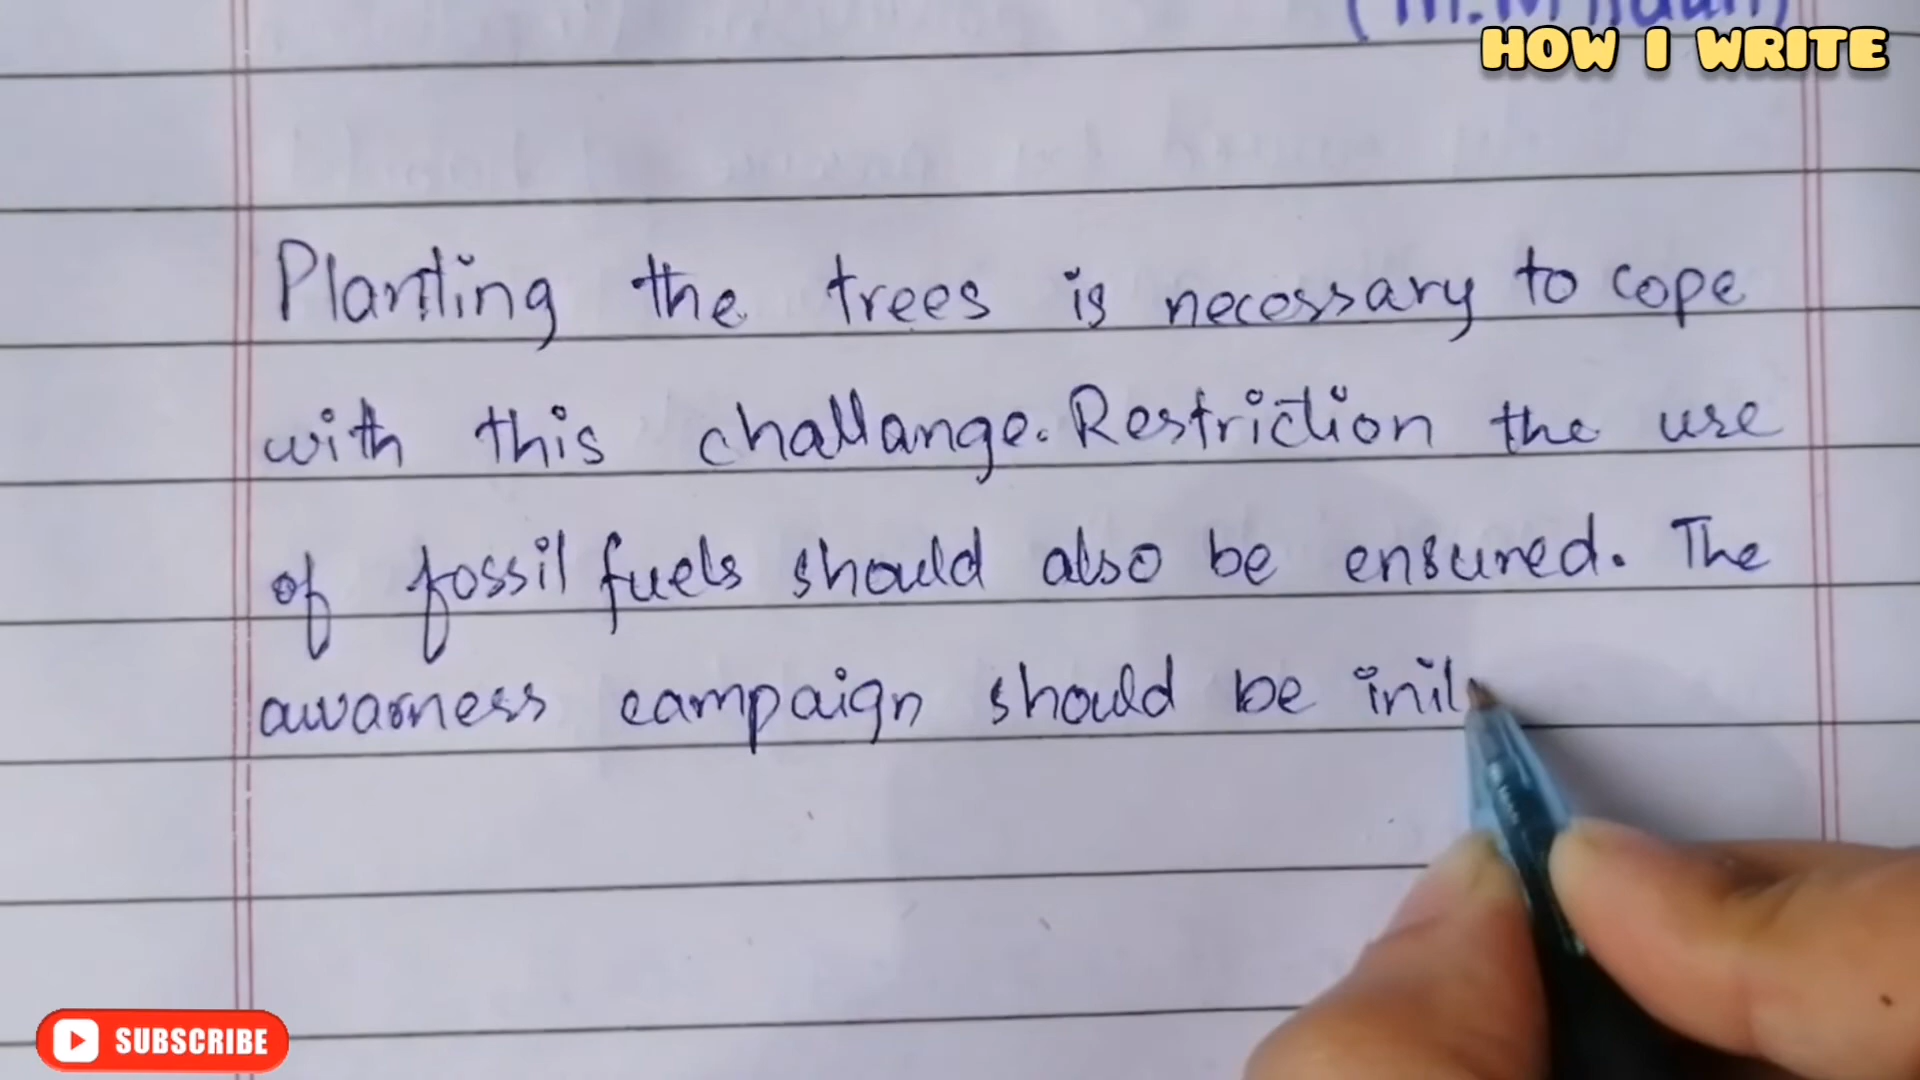 HOW I WRITE
Planting the trees is necessary to cope
with this challange. Restriction the use
of fossil fuels should also be ensured. The
awarness campaign should be init
SUBSCRIBE